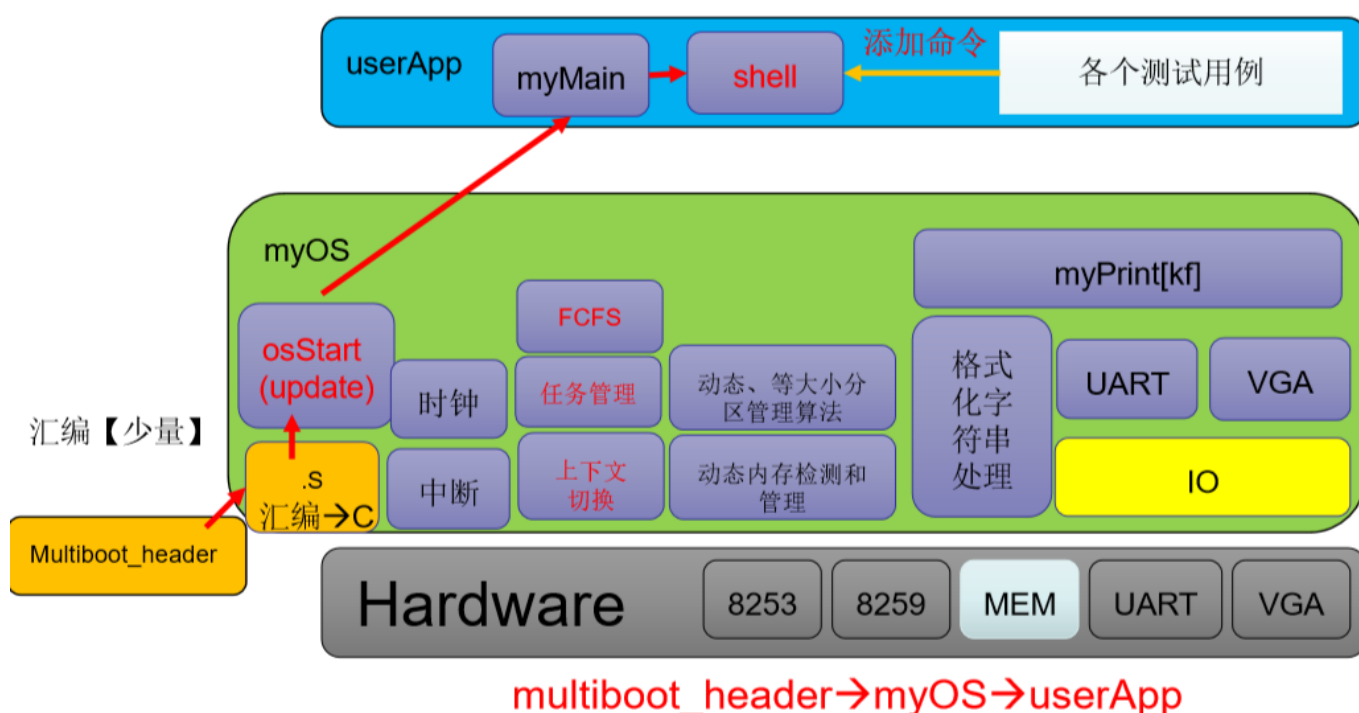 userApp
myMain
shell
添加命令
各个测试用例
myOS
myPrint[kf]
osStart
(update)
时钟
FCFS
任务管理
动态、等大小分
区管理算法
格式
化字
符串
处理
UART
VGA
汇编【少量】
.s
汇编→C
中断
上下文
切换
动态内存检测和
管理
IO
Multiboot_header
Hardware
8253
8259
MEM
UART
VGA
multiboot_header→myOS→userApp